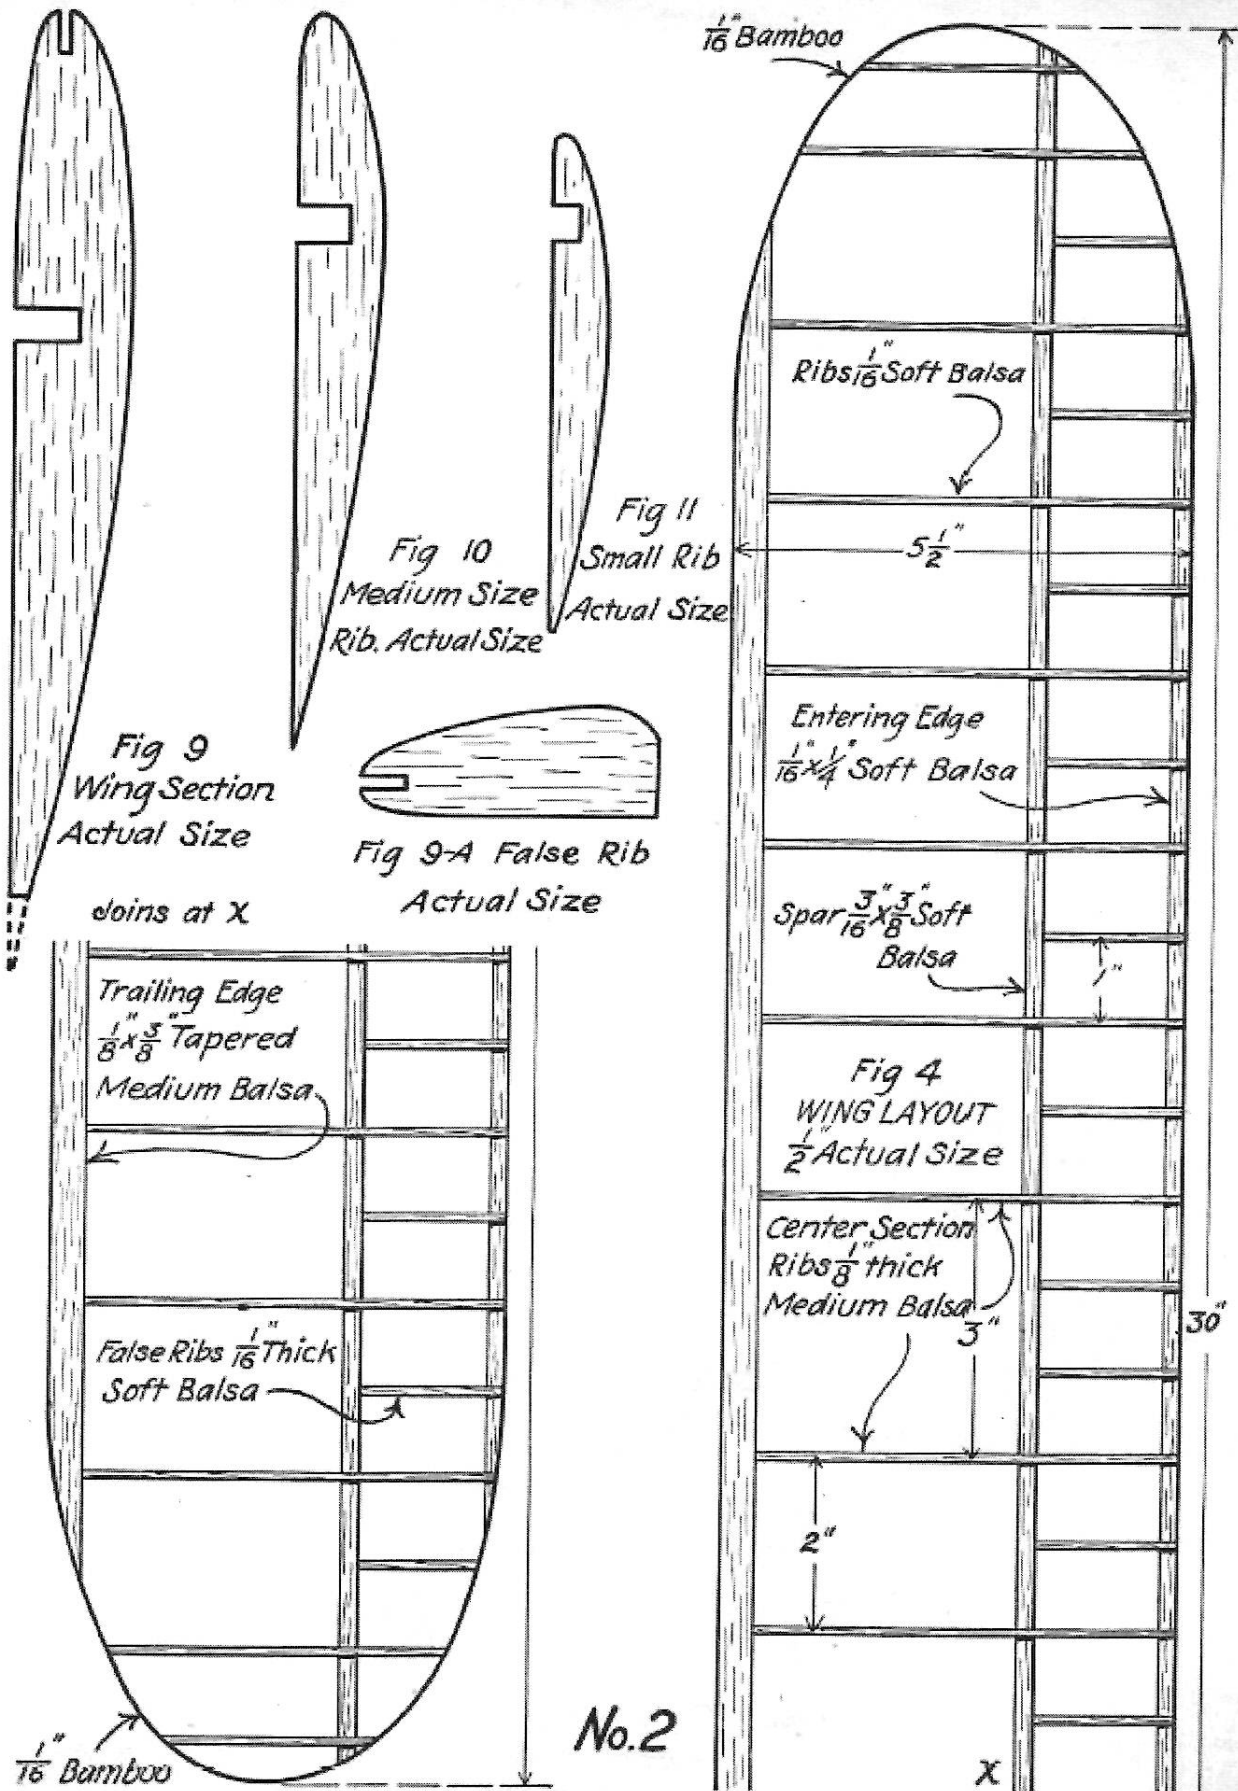 1/16" Bamboo
Ribs 1/16" Soft Balsa
Fig 11
Small Rib
Actual Size
5 1/2"
Fig 10
Medium Size
Rib. Actual Size
Entering Edge
1/16" x 1/4" Soft Balsa
Fig 9
Wing Section
Actual Size
Fig 9-A False Rib
Actual Size
Joins at X
Spar 3/16" x 3/8" Soft
Balsa
1"
Trailing Edge
1/8" x 3/8" Tapered
Medium Balsa
Fig 4
WING LAYOUT
1/2" Actual Size
Center Section
Ribs 1/8" thick
Medium Balsa
3"
30"
False Ribs 1/16" Thick
Soft Balsa
2"
No. 2
1/16" Bamboo
X